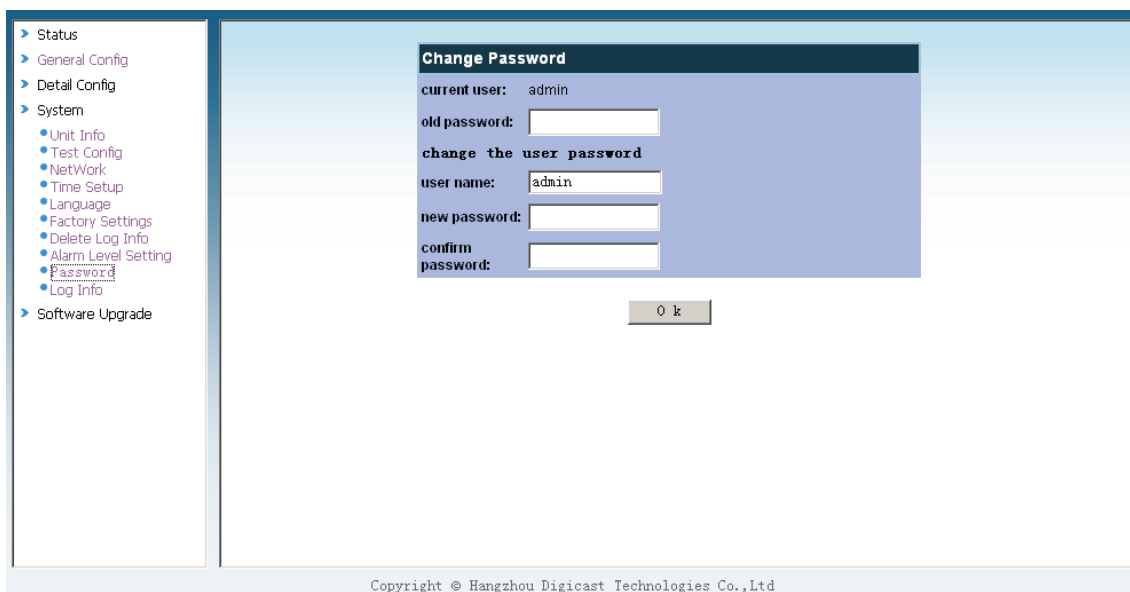 Status
General Config
Detail Config
System
Unit Info
Test Config
NetWork
Time Setup
Language
Factory Settings
Delete Log Info
Alarm Level Setting
Password
Log Info
Software Upgrade
Change Password
current user: admin
old password:
change the user password
user name: admin
new password:
confirm
password:
Ok
Copyright © Hangzhou Digicast Technologies Co.,Ltd